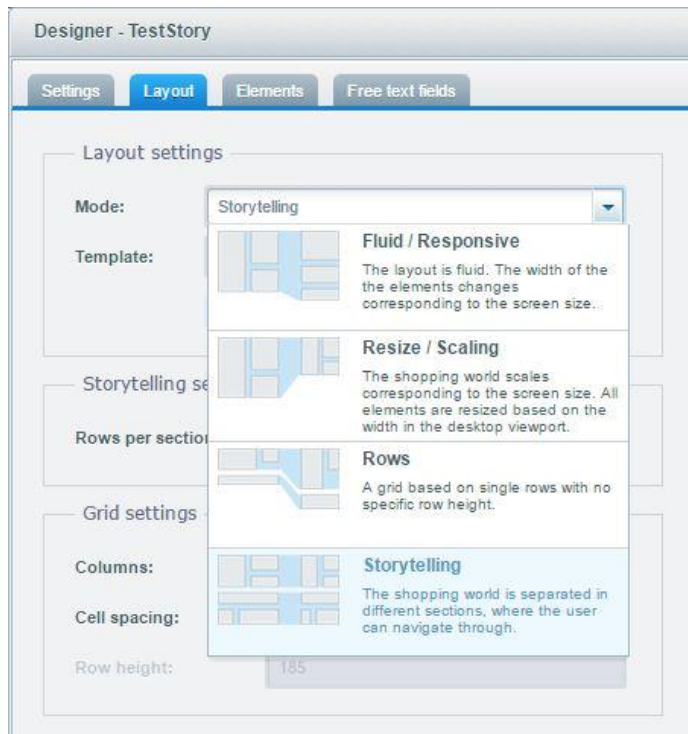 Designer - TestStory
Settings
Layout
Elements
Free text fields
Layout settings
Mode:
Storytelling
Template:
Fluid / Responsive
The layout is fluid. The width of the
the elements changes
corresponding to the screen size.
Resize / Scaling
The shopping world scales
corresponding to the screen size. All
elements are resized based on the
width in the desktop viewport.
Rows
A grid based on single rows with no
specific row height.
Storytelling
The shopping world is separated in
different sections, where the user
can navigate through.
Storytelling se
Rows per section
Grid settings
Columns:
Cell spacing:
Row height:
185